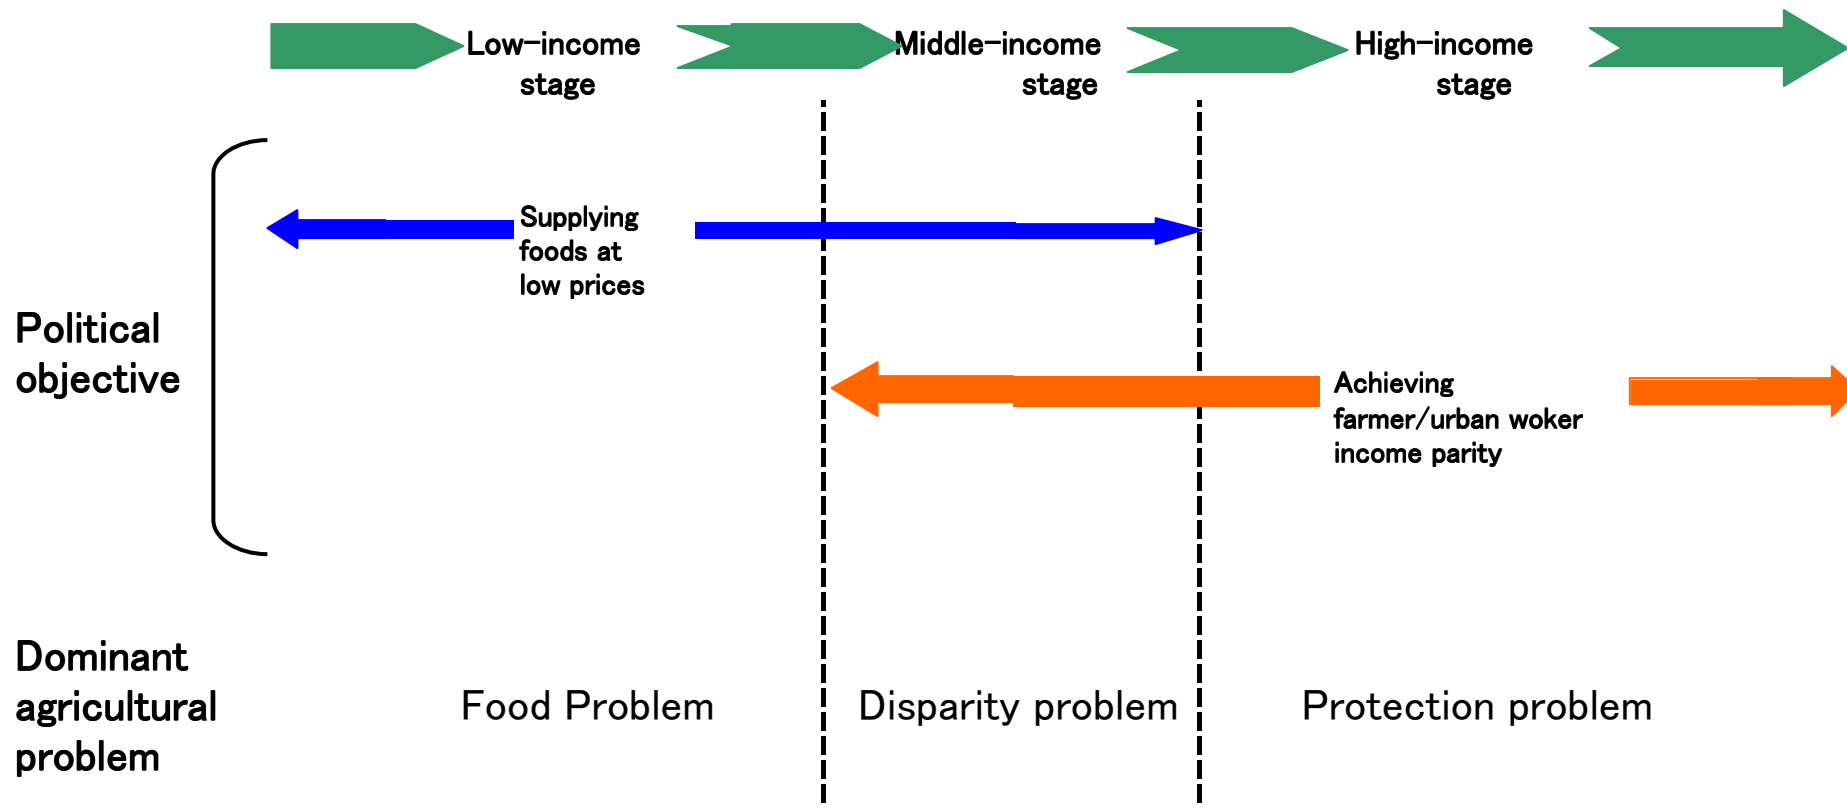 Low-income
stage
Middle-income
stage
High-income
stage
Supplying
foods at
low prices
Political
objective
Achieving
farmer/urban woker
income parity
Dominant
agricultural
problem
Food Problem
Disparity problem
Protection problem